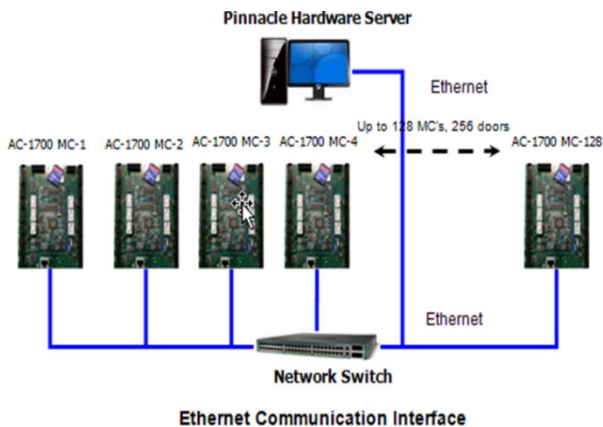 Pinnacle Hardware Server
Ethernet
Up to 128 MC's, 256 doors
AC-1700 MC-1
AC-1700 MC-2
AC-1700 MC-3
AC-1700 MC-4
AC-1700 MC-128
Ethernet
Network Switch
Ethernet Communication Interface